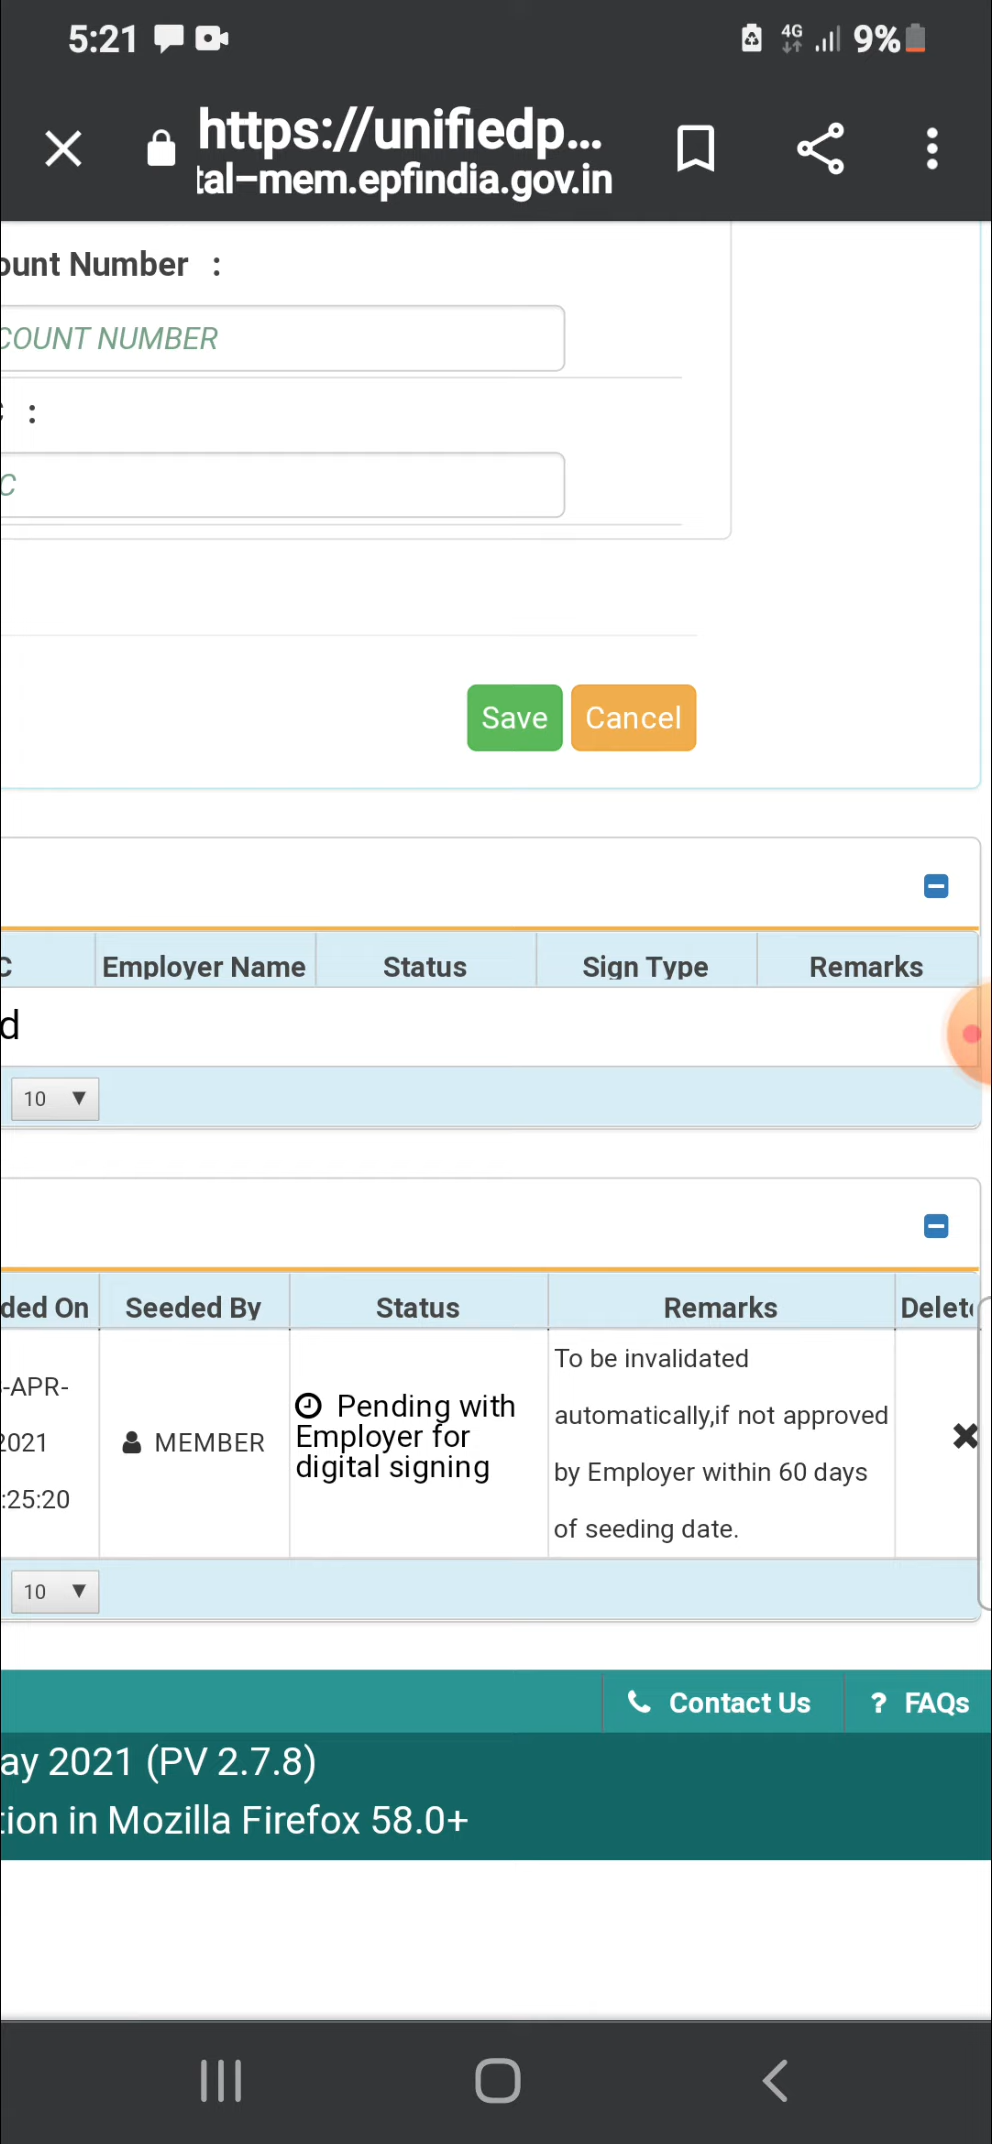 5:21 4G 9%
https://unifiedp...
tal-mem.epfindia.gov.in
ount Number :
COUNT NUMBER
:
C
Save Cancel
C Employer Name Status Sign Type Remarks
d
10 ▼
ded On Seeded By Status Remarks Delete
-APR-
2021
:25:20
MEMBER
Pending with
Employer for
digital signing
To be invalidated
automatically,if not approved
by Employer within 60 days
of seeding date.
10 ▼
Contact Us ? FAQs
ay 2021 (PV 2.7.8)
tion in Mozilla Firefox 58.0+